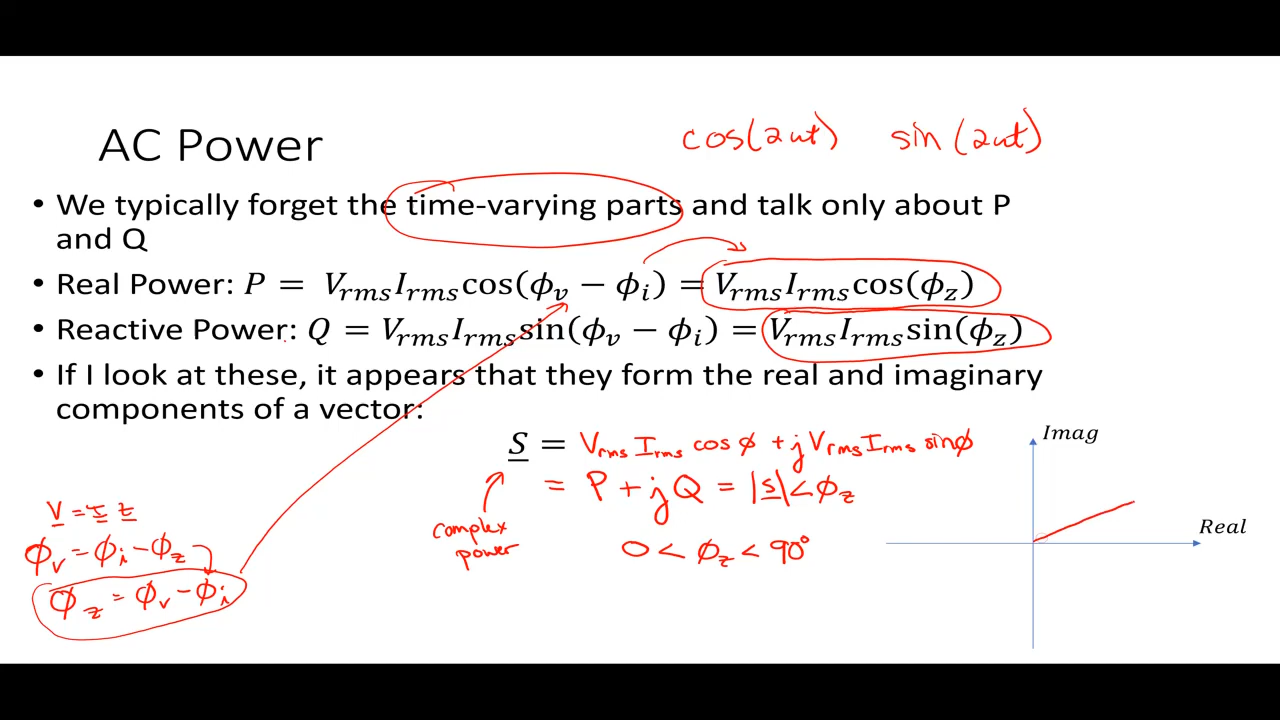 AC Power
cos(2ωt) sin(2ωt)
• We typically forget the time-varying parts and talk only about P
and Q
• Real Power: P = V_rms I_rms cos(ϕ_v − ϕ_i) = V_rms I_rms cos(ϕ_z)
• Reactive Power: Q = V_rms I_rms sin(ϕ_v − ϕ_i) = V_rms I_rms sin(ϕ_z)
• If I look at these, it appears that they form the real and imaginary
components of a vector:
S = V_rms I_rms cos ϕ + j V_rms I_rms sin ϕ
= P + j Q = |S| < ϕ_z
complex
power
0 < ϕ_z < 90°
V = I Z
ϕ_v = ϕ_i − ϕ_z
ϕ_z = ϕ_v − ϕ_i
Imag
Real